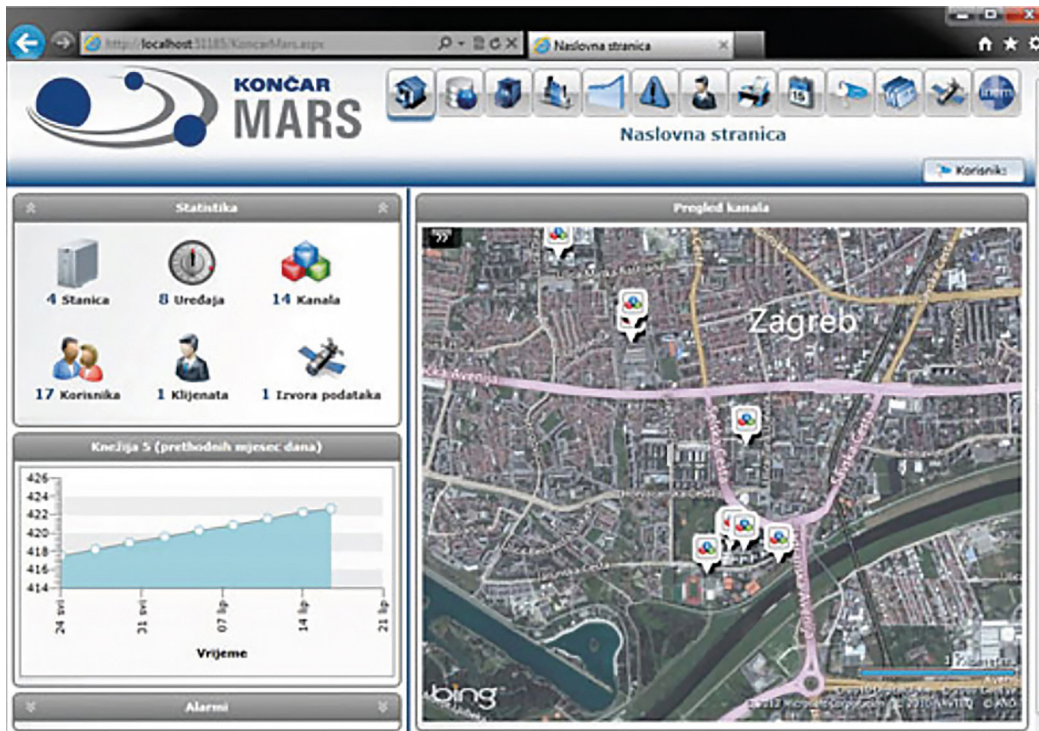 http://localhost:31185/KoncarMars.aspx
Naslovna stranica
KONČAR
MARS
15
Naslovna stranica
Korisnik:
Statistika
4 Stanica
8 Uređaja
14 Kanala
17 Korisnika
1 Klijenata
1 Izvora podataka
Knežija 5 (prethodnih mjesec dana)
426
424
422
420
418
416
414
24 svi
31 svi
07 lip
14 lip
21 lip
Vrijeme
Alarmi
Pregled kanala
Zagreb
bing